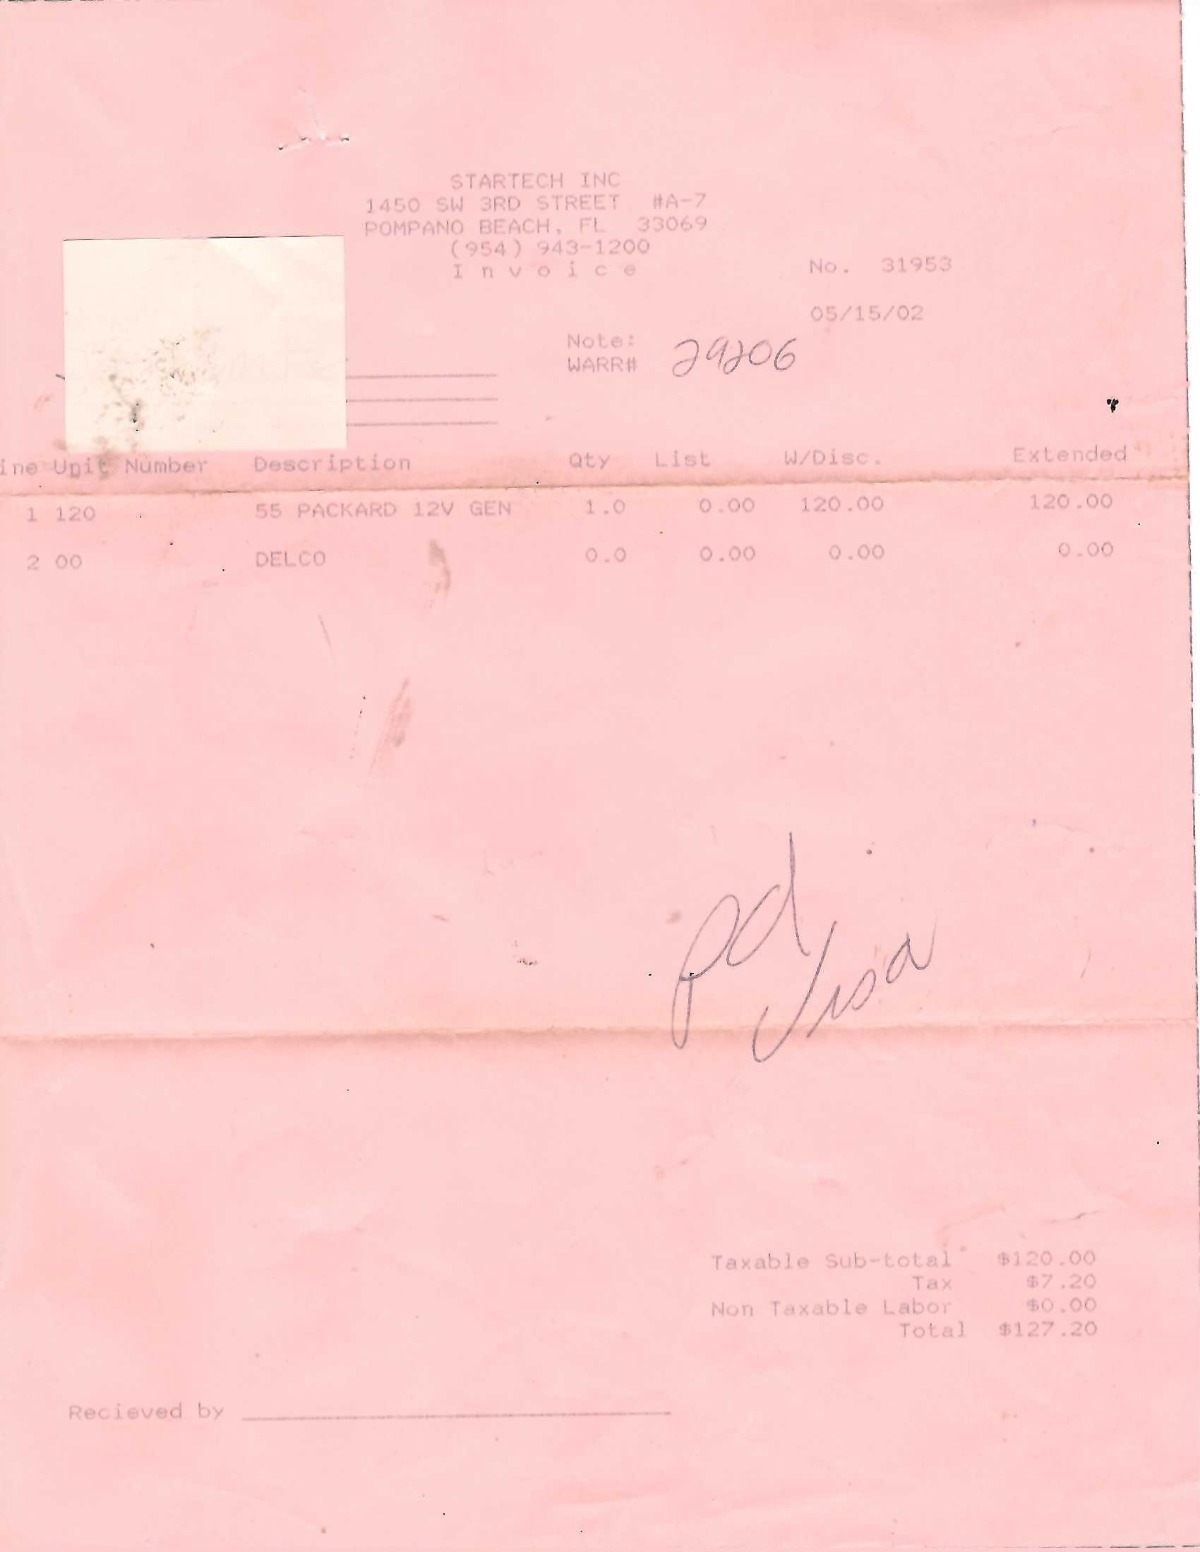 STARTECH INC
1450 SW 3RD STREET #A-7
POMPANO BEACH, FL 33069
(954) 943-1200
Invoice
No. 31953
05/15/02
Note:
WARR# 29206
ine Unit Number Description Qty List W/Disc. Extended
1 120 55 PACKARD 12V GEN 1.0 0.00 120.00 120.00
2 00 DELCO 0.0 0.00 0.00 0.00
pd
Visa
Taxable Sub-total $120.00
Tax $7.20
Non Taxable Labor $0.00
Total $127.20
Recieved by